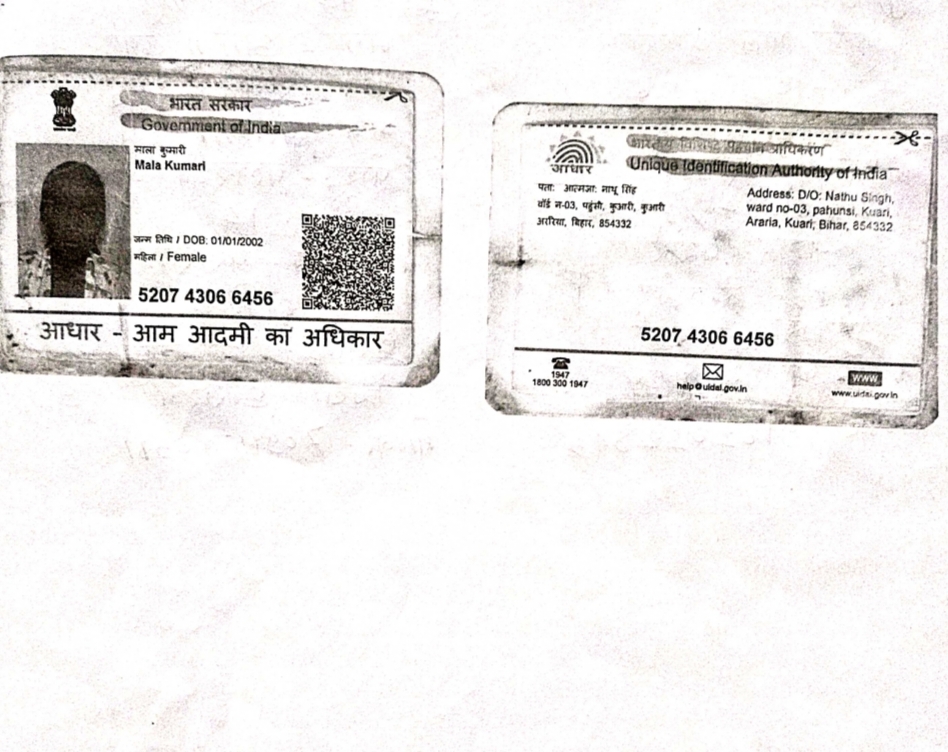 भारत सरकार
Government of India
माला कुमारी
Mala Kumari
जन्म तिथि / DOB: 01/01/2002
महिला / Female
5207 4306 6456
आधार - आम आदमी का अधिकार
भारतीय विशिष्ट पहचान प्राधिकरण
आधार
Unique Identification Authority of India
पता: आत्मजा: नाथू सिंह
वॉर्ड न-03, पहुंसी, कुआरी, कुआरी
अररिया, बिहार, 854332
Address: D/O: Nathu Singh,
ward no-03, pahunsi, Kuari,
Araria, Kuari, Bihar, 854332
5207 4306 6456
1947
1800 300 1947
help@uidai.gov.in
WWW
www.uidai.gov.in